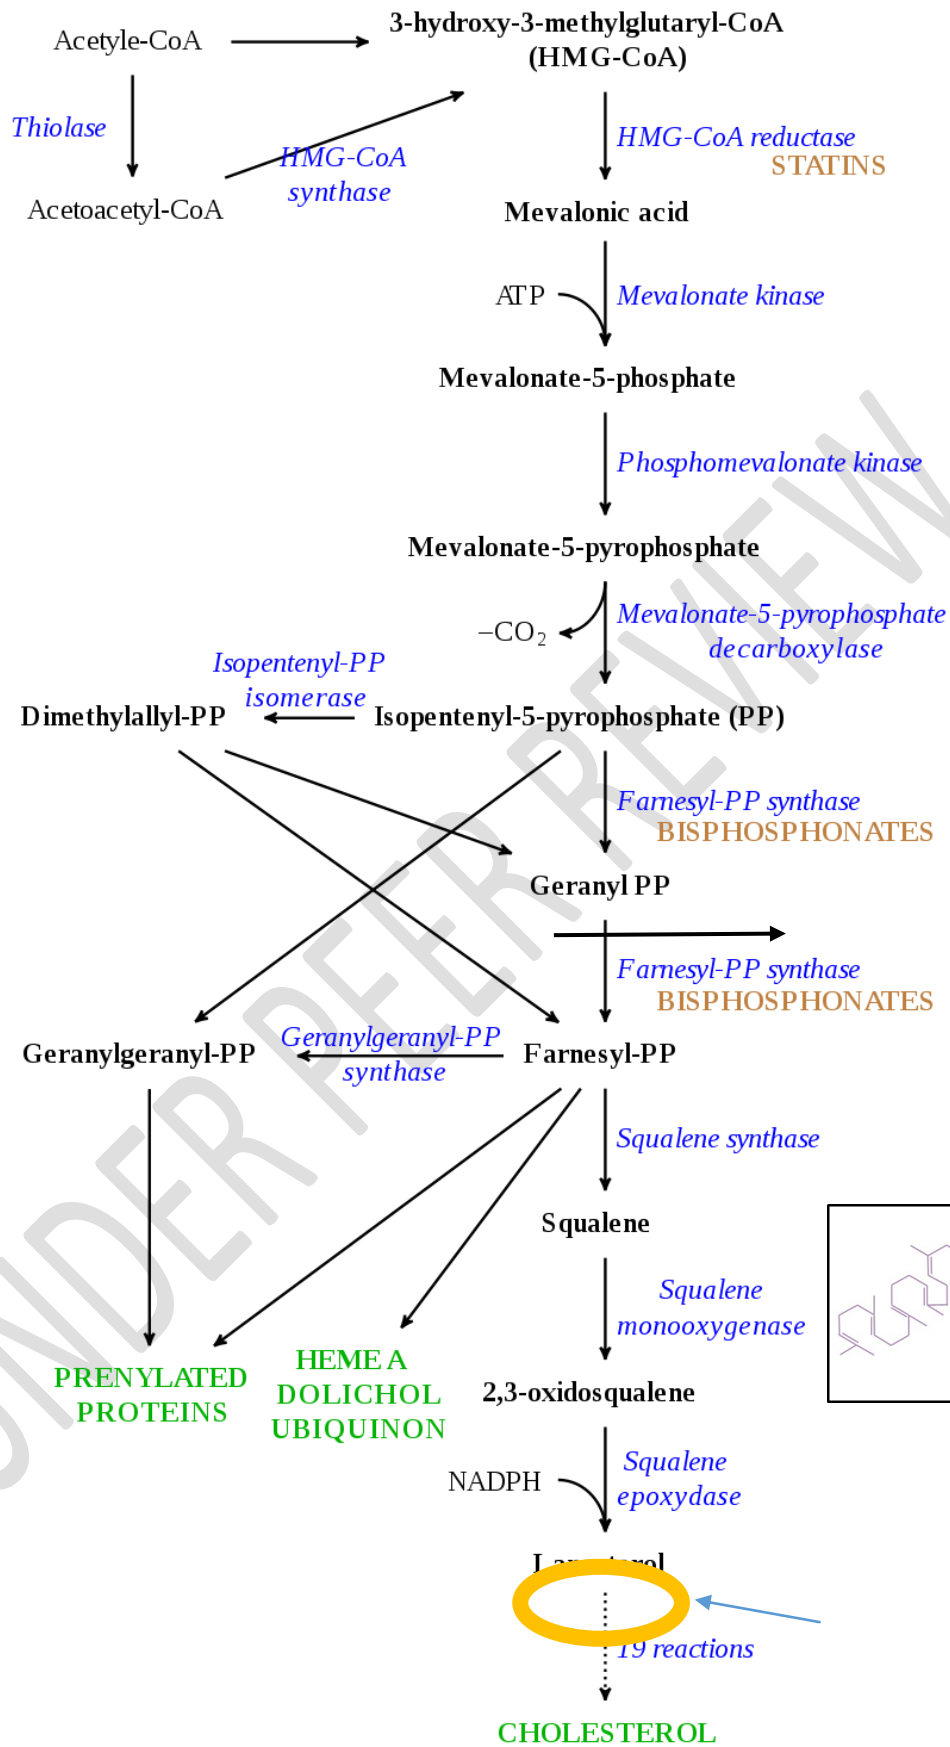 Acetyle-CoA
3-hydroxy-3-methylglutaryl-CoA
(HMG-CoA)
Thiolase
HMG-CoA
synthase
HMG-CoA reductase
STATINS
Acetoacetyl-CoA
Mevalonic acid
ATP
Mevalonate kinase
Mevalonate-5-phosphate
Phosphomevalonate kinase
Mevalonate-5-pyrophosphate
–CO2
Mevalonate-5-pyrophosphate
decarboxylase
Isopentenyl-PP
isomerase
Dimethylallyl-PP
Isopentenyl-5-pyrophosphate (PP)
Farnesyl-PP synthase
BISPHOSPHONATES
Geranyl PP
Farnesyl-PP synthase
BISPHOSPHONATES
Geranylgeranyl-PP
Geranylgeranyl-PP
synthase
Farnesyl-PP
Squalene synthase
Squalene
Squalene
monooxygenase
PRENYLATED
PROTEINS
HEME A
DOLICHOL
UBIQUINON
2,3-oxidosqualene
NADPH
Squalene
epoxydase
Lanosterol
19 reactions
CHOLESTEROL
UNDER PEER REVIEW